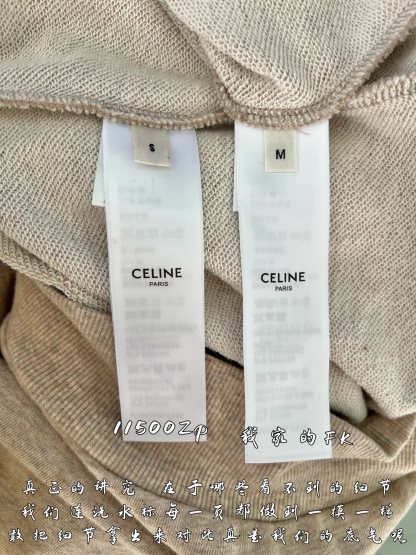 S
M
CELINE
PARIS
CELINE
PARIS
11500Zp 我家的FK
真正的讲究 在于哪些看不到的细节
我们莲洗水标每一页都做到一摸一样
敢把细节拿出来对比真是我们的底气呢